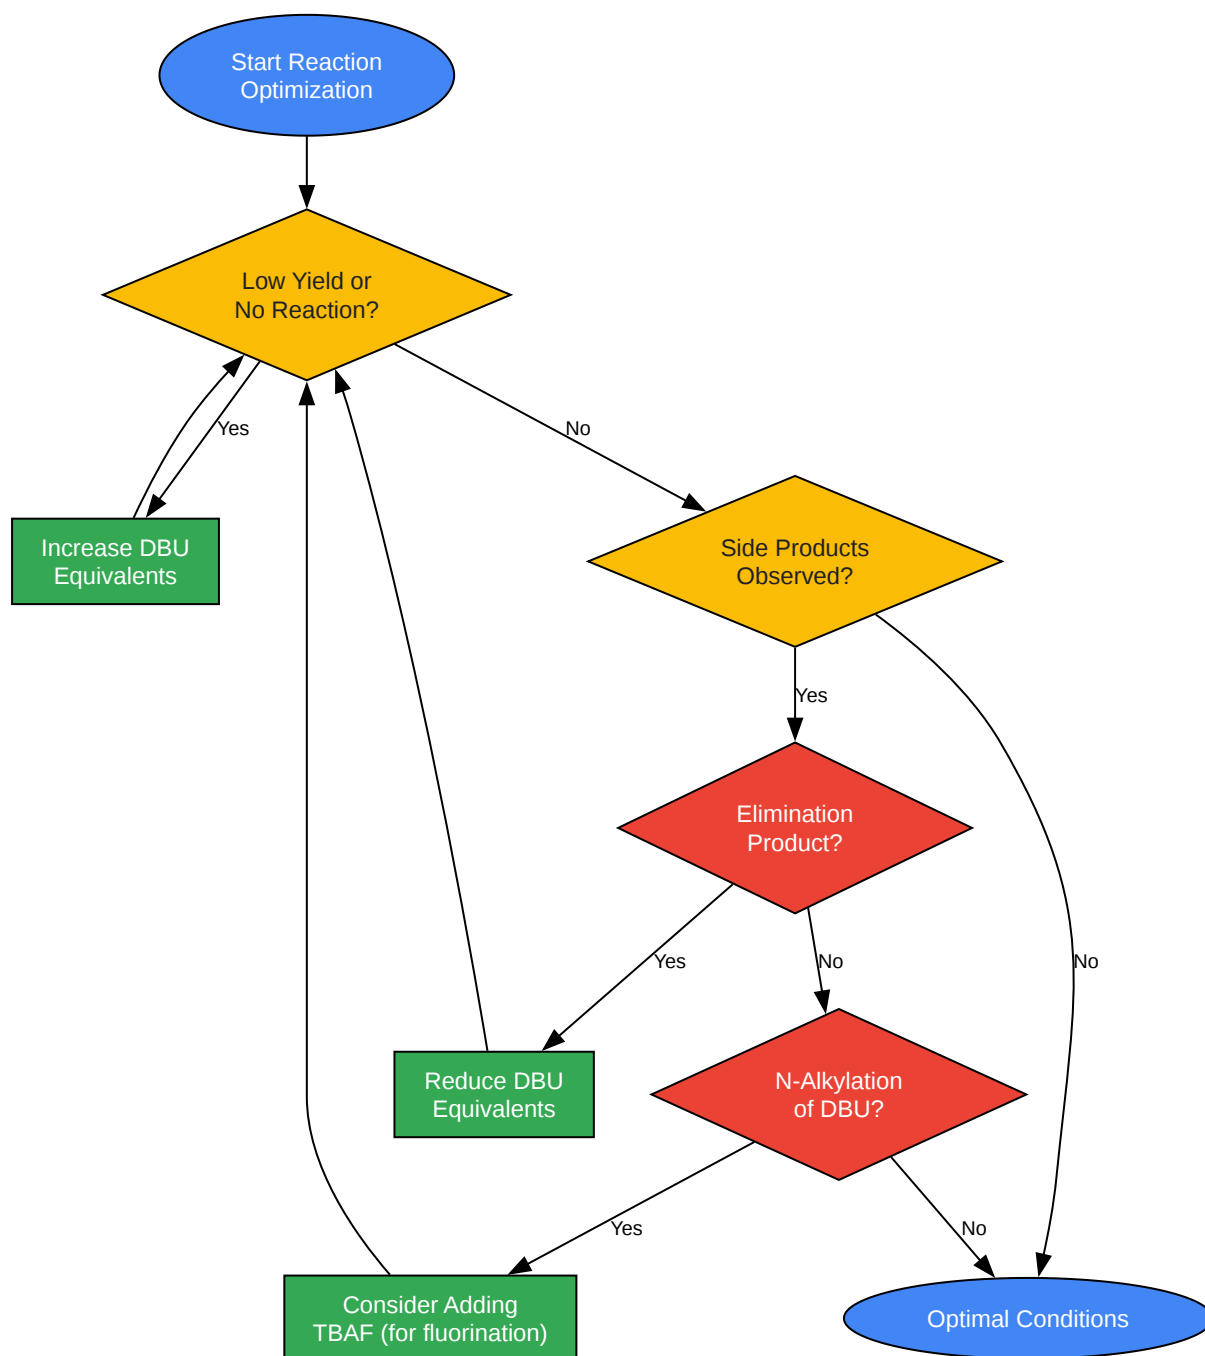 Start Reaction
Optimization
Low Yield or
No Reaction?
Yes
No
Increase DBU
Equivalents
Side Products
Observed?
Yes
Elimination
Product?
Yes
No
No
Reduce DBU
Equivalents
N-Alkylation
of DBU?
Yes
No
Consider Adding
TBAF (for fluorination)
Optimal Conditions